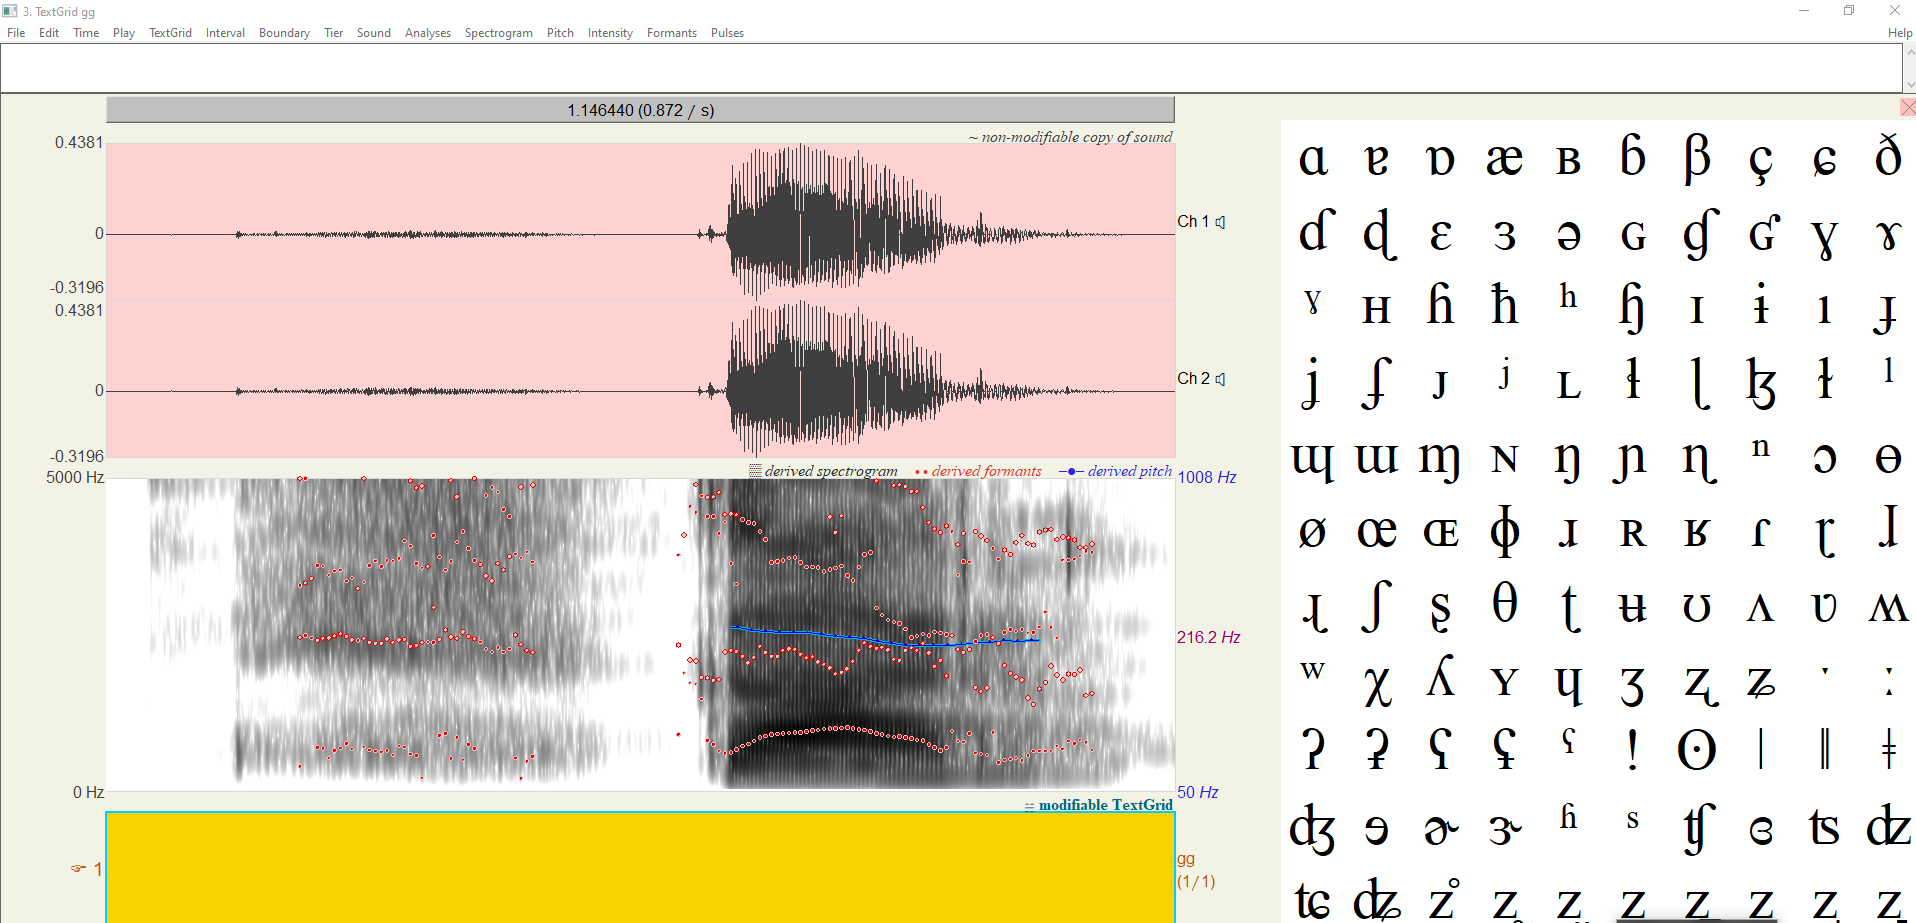 3. TextGrid gg
File Edit Time Play TextGrid Interval Boundary Tier Sound Analyses Spectrogram Pitch Intensity Formants Pulses Help
1.146440 (0.872 / s)
~ non-modifiable copy of sound
0.4381
0
-0.3196
Ch 1
0.4381
0
-0.3196
Ch 2
derived spectrogram derived formants derived pitch
5000 Hz
0 Hz
1008 Hz
216.2 Hz
50 Hz
modifiable TextGrid
☞ 1
gg
(1/1)
ɑ ɐ ɒ æ ʙ ɓ β ç ɕ ð
ɗ ɖ ɛ ɜ ə ɢ ɠ ʛ ɣ ɤ
ˠ ʜ ɦ ħ ʰ ɧ ɪ ɨ ı ɟ
ʝ ʄ ᴊ ʲ ʟ ɫ ɭ ɮ ɬ ˡ
ɰ ɯ ɱ ɴ ŋ ɲ ɳ ⁿ ɔ ɵ
ø œ ɶ ɸ ɹ ʀ ʁ ɾ ɽ ɺ
ɻ ʃ ʂ θ ʈ ʉ ʊ ʌ ʋ ʍ
ʷ χ ʎ ʏ ɥ ʒ ʐ ʑ ˑ ː
ʔ ʡ ʕ ʢ ˤ ǃ ʘ ǀ ǁ ǂ
ʤ ɘ ɚ ɝ ʱ ˢ ʧ ɞ ʦ ʣ
ʨ ʥ z̊ z z z z z z z